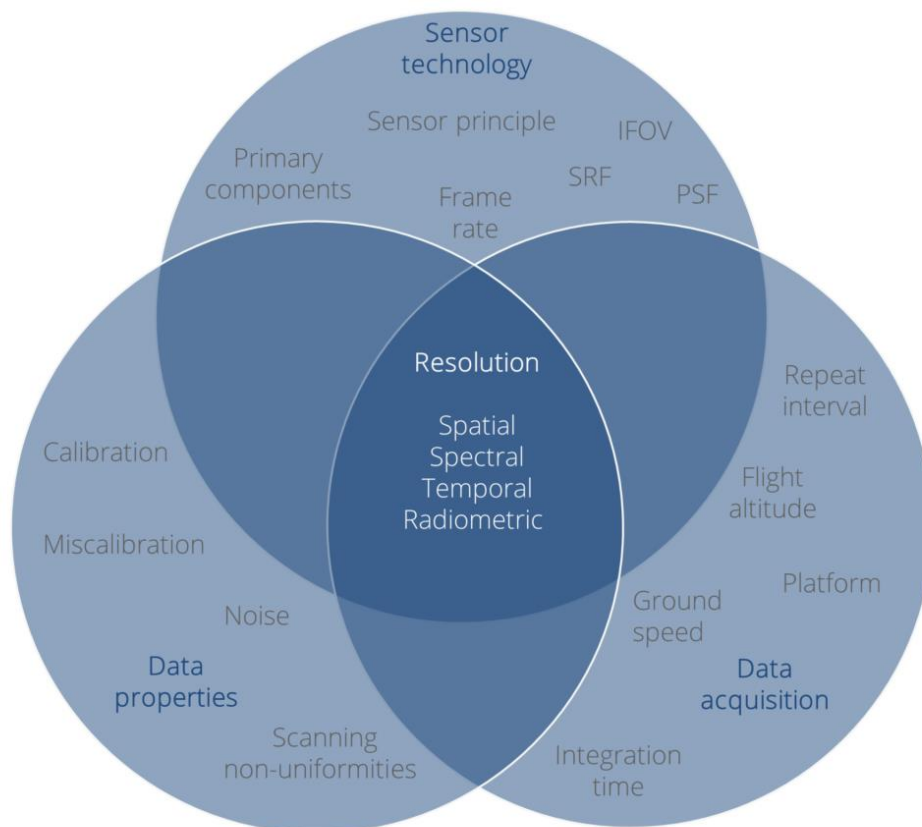 Sensor
technology
Sensor principle
IFOV
Primary
components
SRF
PSF
Frame
rate
Resolution
Spatial
Spectral
Temporal
Radiometric
Repeat
interval
Calibration
Flight
altitude
Miscalibration
Platform
Noise
Ground
speed
Data
properties
Data
acquisition
Scanning
non-uniformities
Integration
time